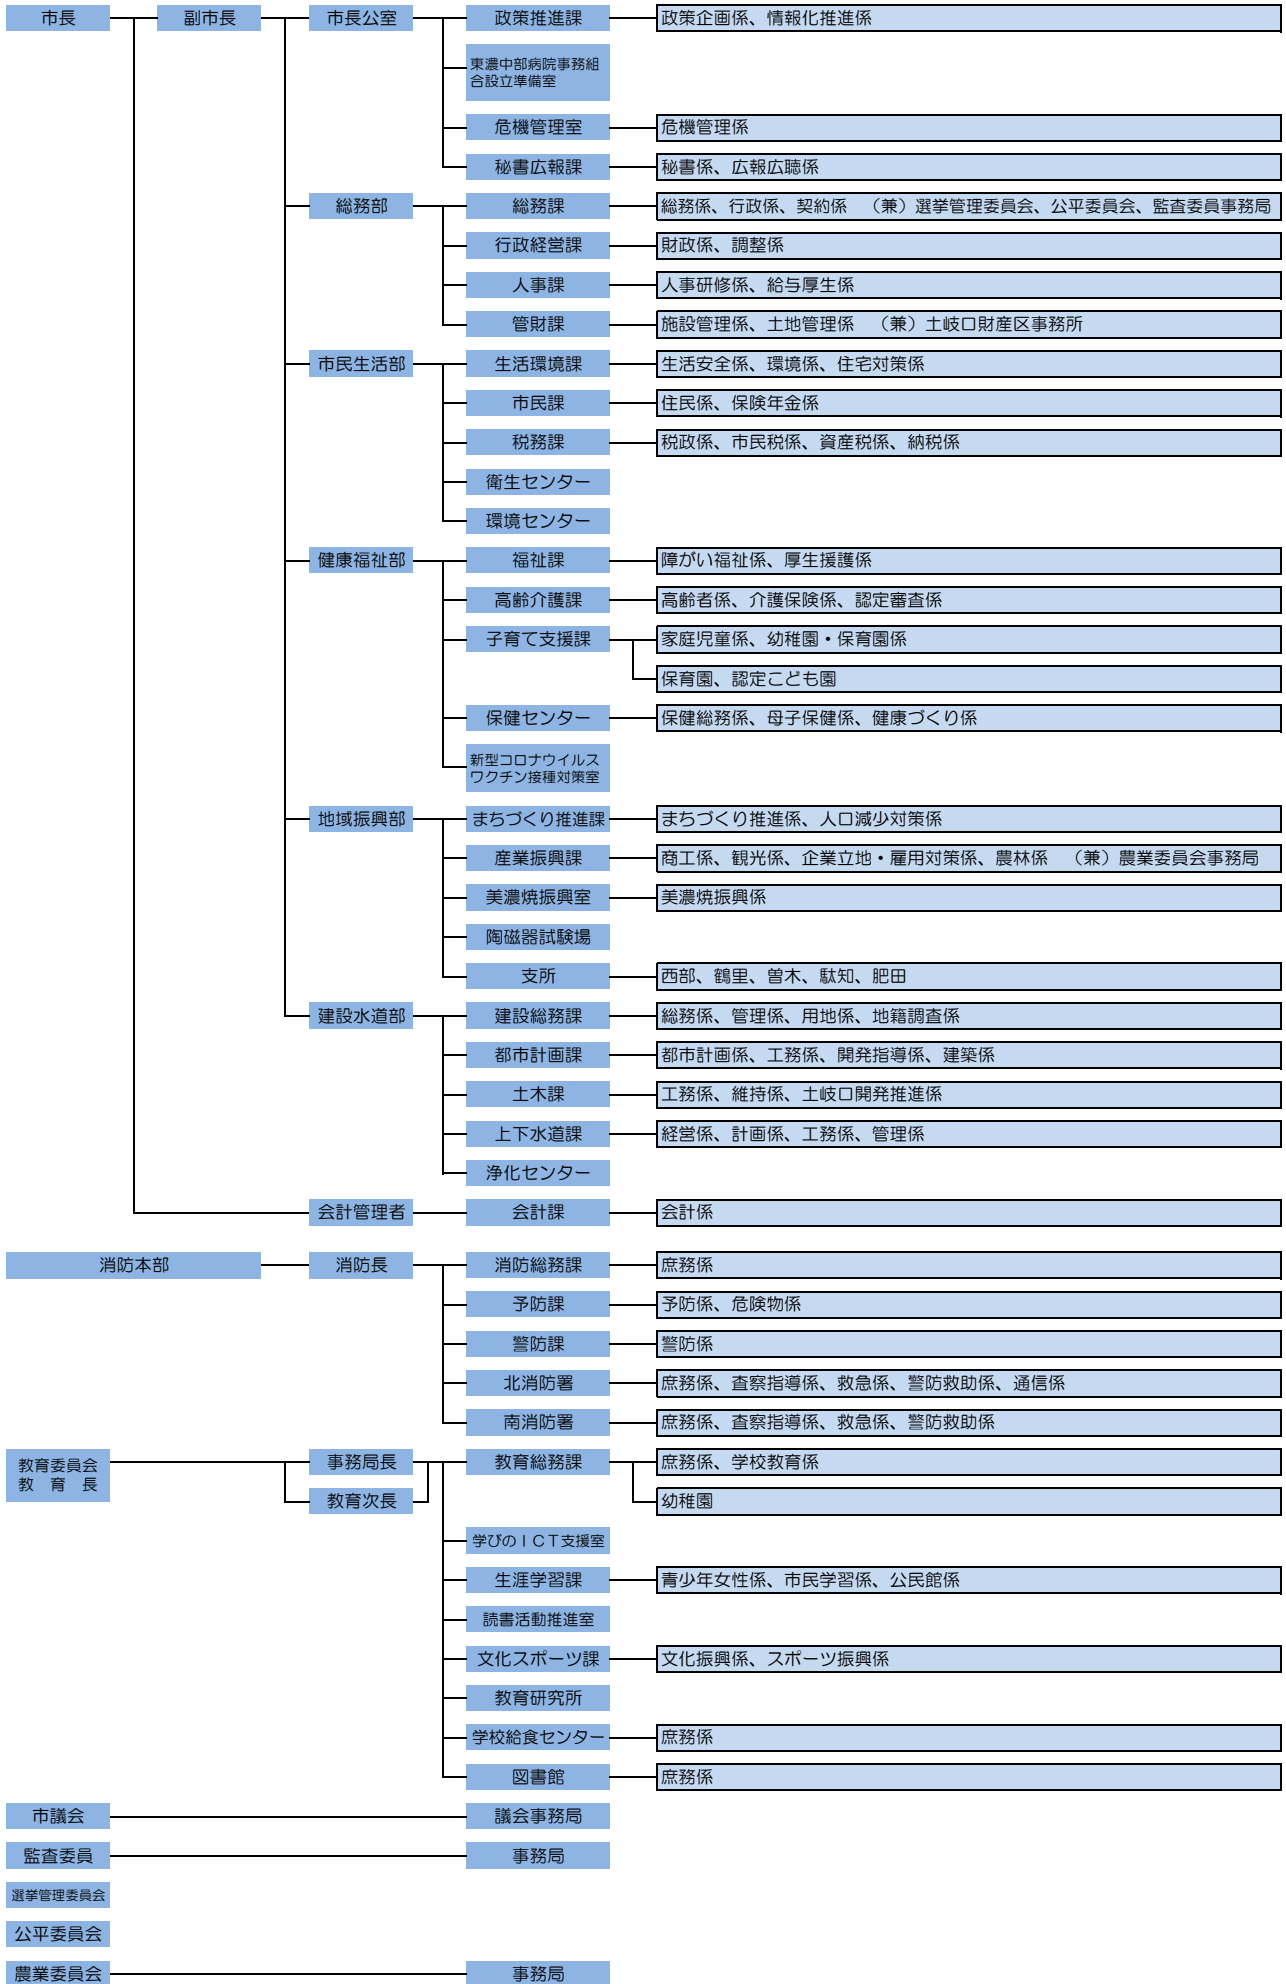 市長 副市長 市長公室 政策推進課 政策企画係、情報化推進係
東濃中部病院事務組
合設立準備室
危機管理室 危機管理係
秘書広報課 秘書係、広報広聴係
総務部 総務課 総務係、行政係、契約係 （兼）選挙管理委員会、公平委員会、監査委員事務局
行政経営課 財政係、調整係
人事課 人事研修係、給与厚生係
管財課 施設管理係、土地管理係 （兼）土岐口財産区事務所
市民生活部 生活環境課 生活安全係、環境係、住宅対策係
市民課 住民係、保険年金係
税務課 税政係、市民税係、資産税係、納税係
衛生センター
環境センター
健康福祉部 福祉課 障がい福祉係、厚生援護係
高齢介護課 高齢者係、介護保険係、認定審査係
子育て支援課 家庭児童係、幼稚園・保育園係
保育園、認定こども園
保健センター 保健総務係、母子保健係、健康づくり係
新型コロナウイルス
ワクチン接種対策室
地域振興部 まちづくり推進課 まちづくり推進係、人口減少対策係
産業振興課 商工係、観光係、企業立地・雇用対策係、農林係 （兼）農業委員会事務局
美濃焼振興室 美濃焼振興係
陶磁器試験場
支所 西部、鶴里、曽木、駄知、肥田
建設水道部 建設総務課 総務係、管理係、用地係、地籍調査係
都市計画課 都市計画係、工務係、開発指導係、建築係
土木課 工務係、維持係、土岐口開発推進係
上下水道課 経営係、計画係、工務係、管理係
浄化センター
会計管理者 会計課 会計係
消防本部 消防長 消防総務課 庶務係
予防課 予防係、危険物係
警防課 警防係
北消防署 庶務係、査察指導係、救急係、警防救助係、通信係
南消防署 庶務係、査察指導係、救急係、警防救助係
教育委員会
教 育 長
事務局長 教育総務課 庶務係、学校教育係
教育次長 幼稚園
学びのＩＣＴ支援室
生涯学習課 青少年女性係、市民学習係、公民館係
読書活動推進室
文化スポーツ課 文化振興係、スポーツ振興係
教育研究所
学校給食センター 庶務係
図書館 庶務係
市議会 議会事務局
監査委員 事務局
選挙管理委員会
公平委員会
農業委員会 事務局